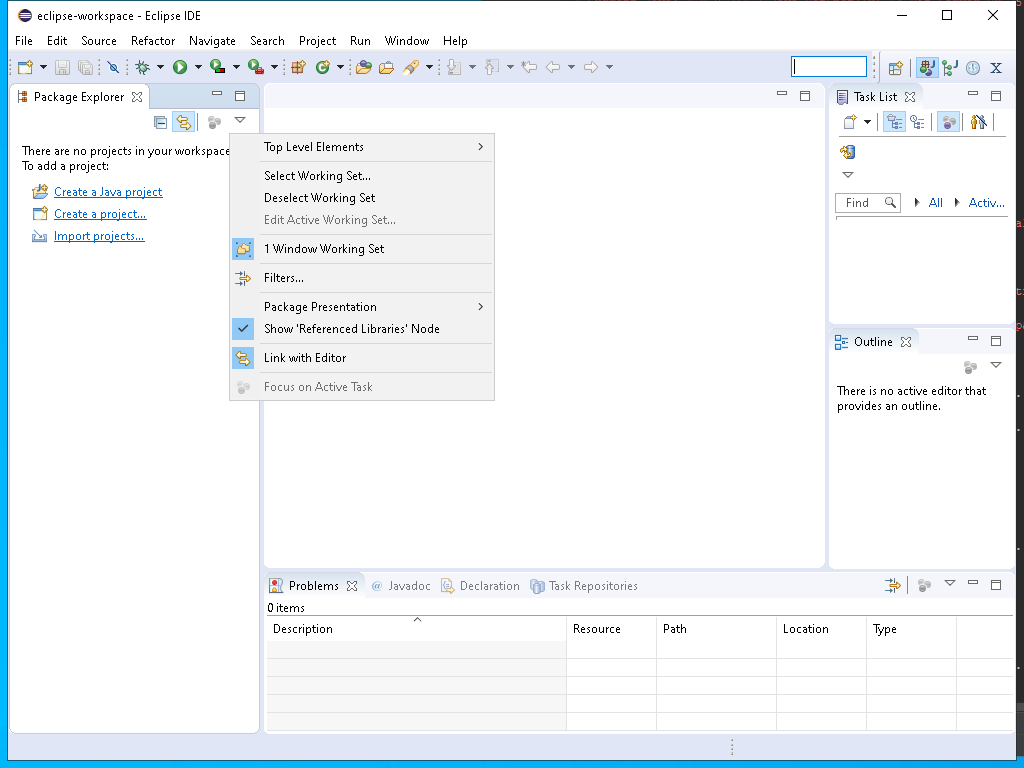 eclipse-workspace - Eclipse IDE
File Edit Source Refactor Navigate Search Project Run Window Help
Package Explorer
Task List
There are no projects in your workspace
To add a project:
Create a Java project
Create a project...
Import projects...
Top Level Elements
Select Working Set...
Deselect Working Set
Edit Active Working Set...
1 Window Working Set
Filters...
Package Presentation
Show 'Referenced Libraries' Node
Link with Editor
Focus on Active Task
Find All Activ...
Outline
There is no active editor that
provides an outline.
Problems @ Javadoc Declaration Task Repositories
0 items
Description Resource Path Location Type